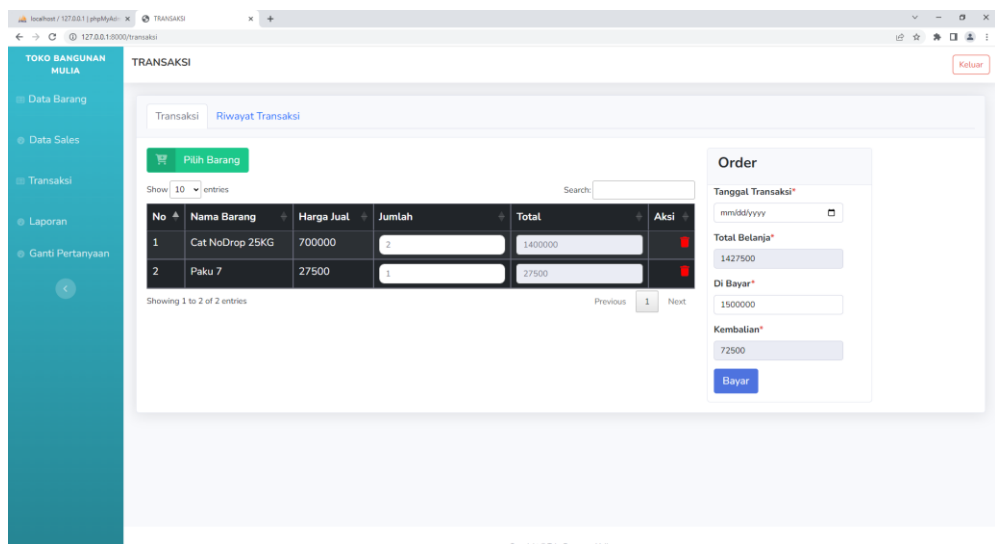 localhost / 127.0.0.1 | phpMyAd
TRANSAKSI
127.0.0.1:8000/transaksi
TOKO BANGUNAN
MULIA
TRANSAKSI
Keluar
Data Barang
Data Sales
Transaksi
Laporan
Ganti Pertanyaan
Transaksi Riwayat Transaksi
Pilih Barang
Show 10 entries Search:
No Nama Barang Harga Jual Jumlah Total Aksi
1 Cat NoDrop 25KG 700000 2 1400000
2 Paku 7 27500 1 27500
Showing 1 to 2 of 2 entries Previous 1 Next
Order
Tanggal Transaksi*
mm/dd/yyyy
Total Belanja*
1427500
Di Bayar*
1500000
Kembalian*
72500
Bayar